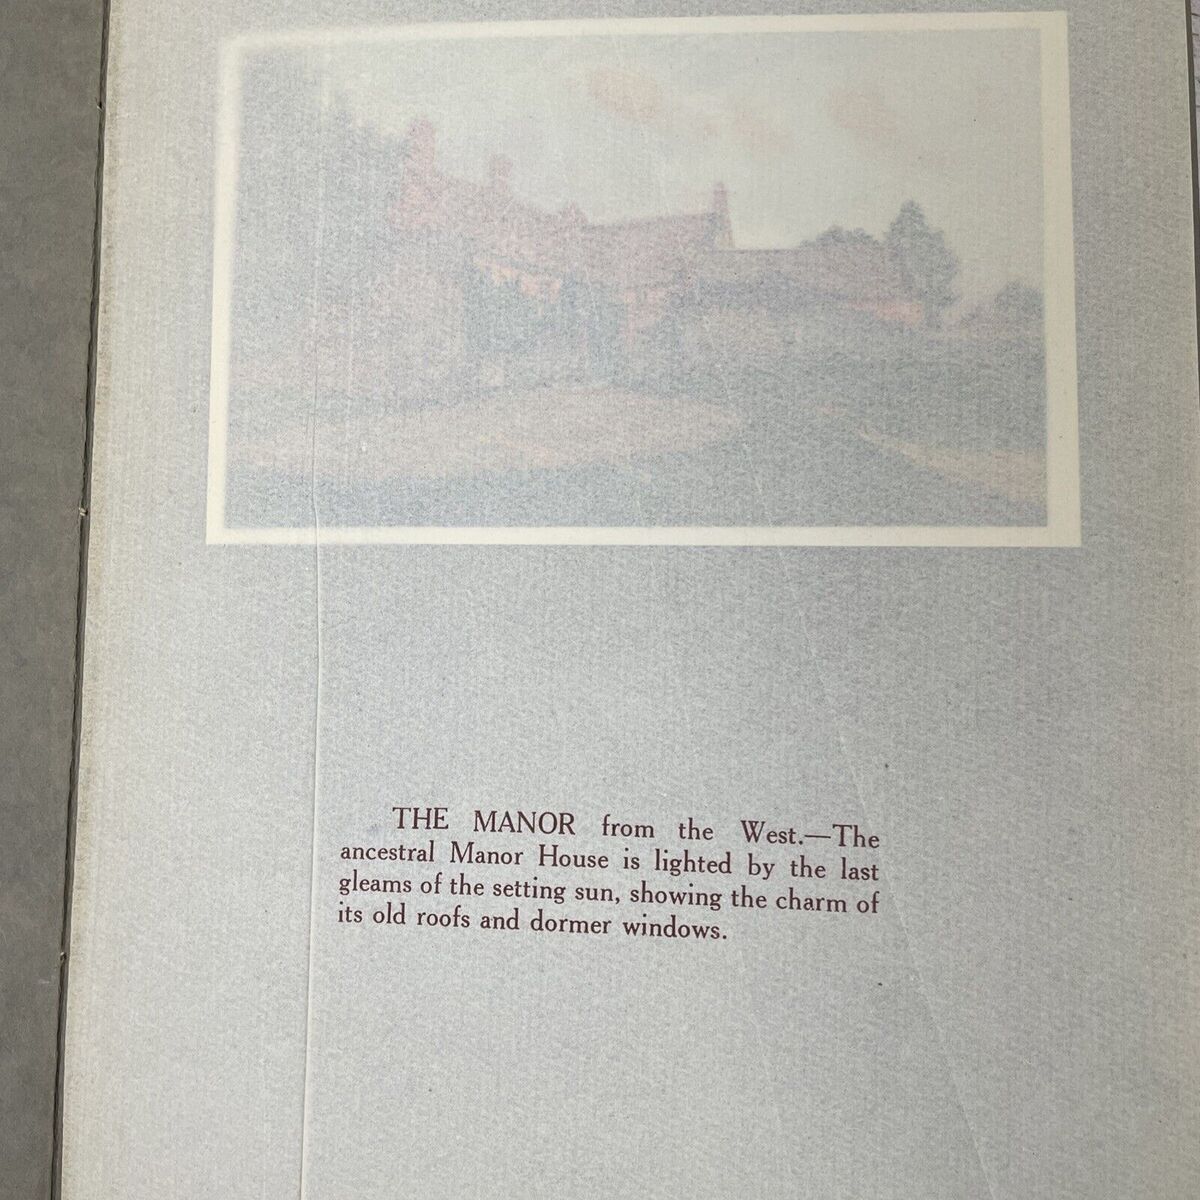 THE MANOR from the West.—The
ancestral Manor House is lighted by the last
gleams of the setting sun, showing the charm of
its old roofs and dormer windows.